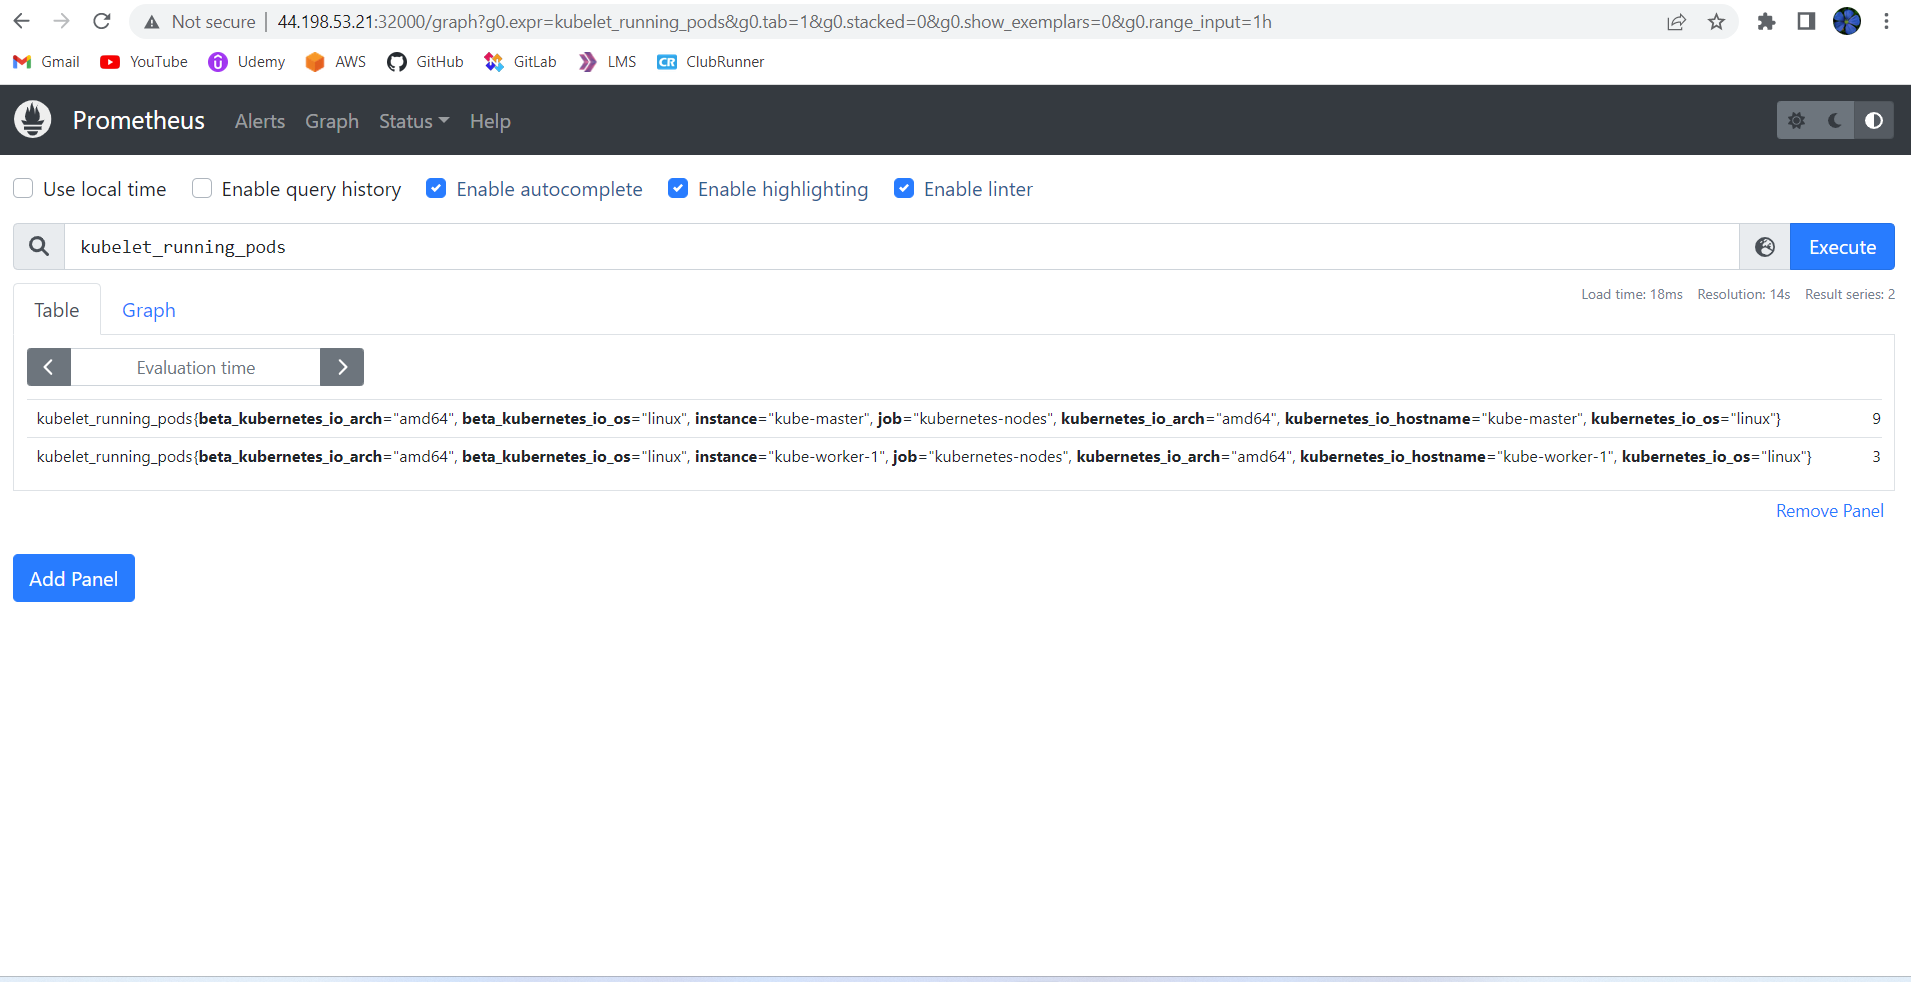 Not secure | 44.198.53.21:32000/graph?g0.expr=kubelet_running_pods&g0.tab=1&g0.stacked=0&g0.show_exemplars=0&g0.range_input=1h
Gmail YouTube Udemy AWS GitHub GitLab LMS CR ClubRunner
Prometheus Alerts Graph Status Help
Use local time Enable query history Enable autocomplete Enable highlighting Enable linter
kubelet_running_pods Execute
Table Graph Load time: 18ms Resolution: 14s Result series: 2
Evaluation time
kubelet_running_pods{beta_kubernetes_io_arch="amd64", beta_kubernetes_io_os="linux", instance="kube-master", job="kubernetes-nodes", kubernetes_io_arch="amd64", kubernetes_io_hostname="kube-master", kubernetes_io_os="linux"} 9
kubelet_running_pods{beta_kubernetes_io_arch="amd64", beta_kubernetes_io_os="linux", instance="kube-worker-1", job="kubernetes-nodes", kubernetes_io_arch="amd64", kubernetes_io_hostname="kube-worker-1", kubernetes_io_os="linux"} 3
Remove Panel
Add Panel